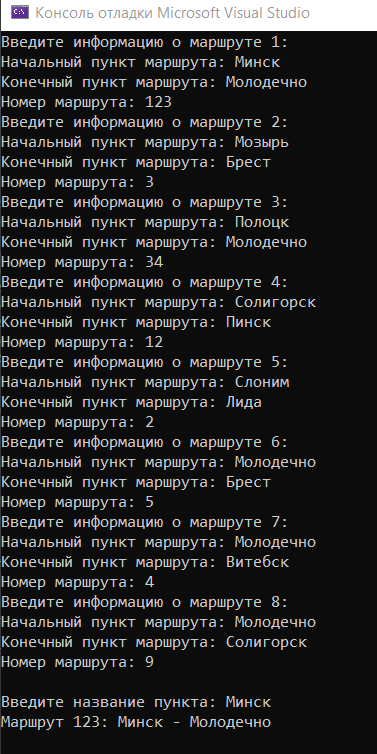 Консоль отладки Microsoft Visual Studio
Введите информацию о маршруте 1:
Начальный пункт маршрута: Минск
Конечный пункт маршрута: Молодечно
Номер маршрута: 123
Введите информацию о маршруте 2:
Начальный пункт маршрута: Мозырь
Конечный пункт маршрута: Брест
Номер маршрута: 3
Введите информацию о маршруте 3:
Начальный пункт маршрута: Полоцк
Конечный пункт маршрута: Молодечно
Номер маршрута: 34
Введите информацию о маршруте 4:
Начальный пункт маршрута: Солигорск
Конечный пункт маршрута: Пинск
Номер маршрута: 12
Введите информацию о маршруте 5:
Начальный пункт маршрута: Слоним
Конечный пункт маршрута: Лида
Номер маршрута: 2
Введите информацию о маршруте 6:
Начальный пункт маршрута: Молодечно
Конечный пункт маршрута: Брест
Номер маршрута: 5
Введите информацию о маршруте 7:
Начальный пункт маршрута: Молодечно
Конечный пункт маршрута: Витебск
Номер маршрута: 4
Введите информацию о маршруте 8:
Начальный пункт маршрута: Молодечно
Конечный пункт маршрута: Солигорск
Номер маршрута: 9
Введите название пункта: Минск
Маршрут 123: Минск - Молодечно